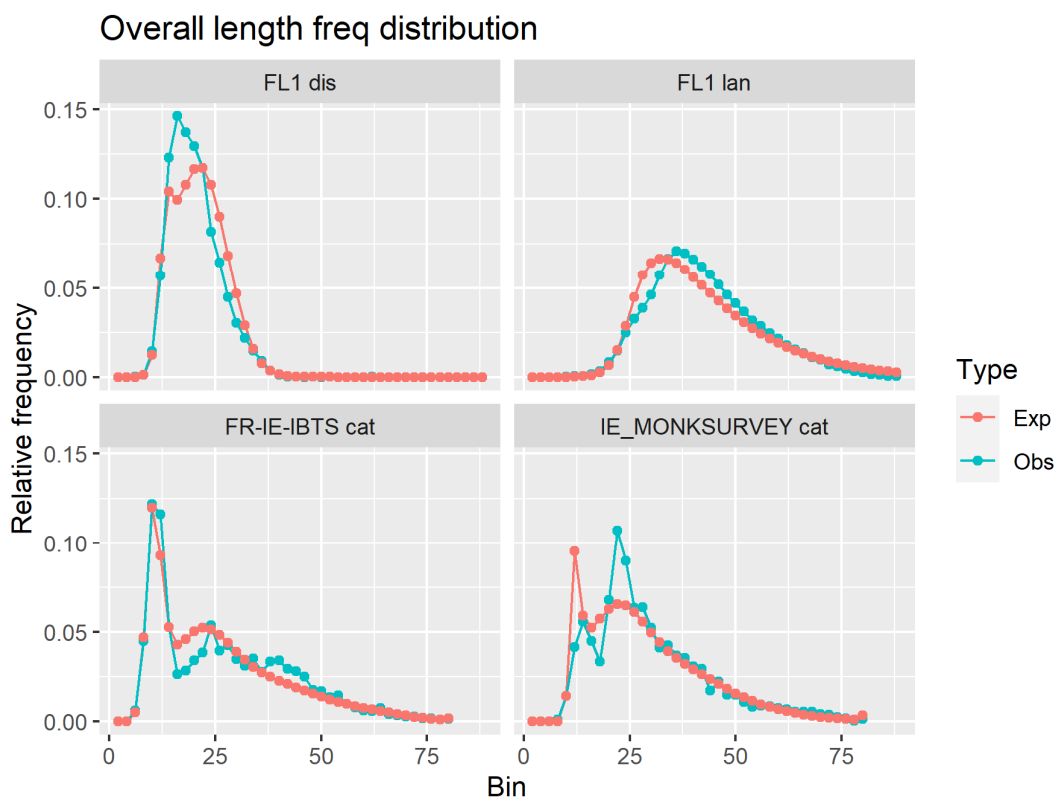 Overall length freq distribution
FL1 dis
FL1 lan
0.15
0.10
0.05
0.00
FR-IE-IBTS cat
IE_MONKSURVEY cat
0.15
0.10
0.05
0.00
0 25 50 75
0 25 50 75
Relative frequency
Bin
Type
Exp
Obs